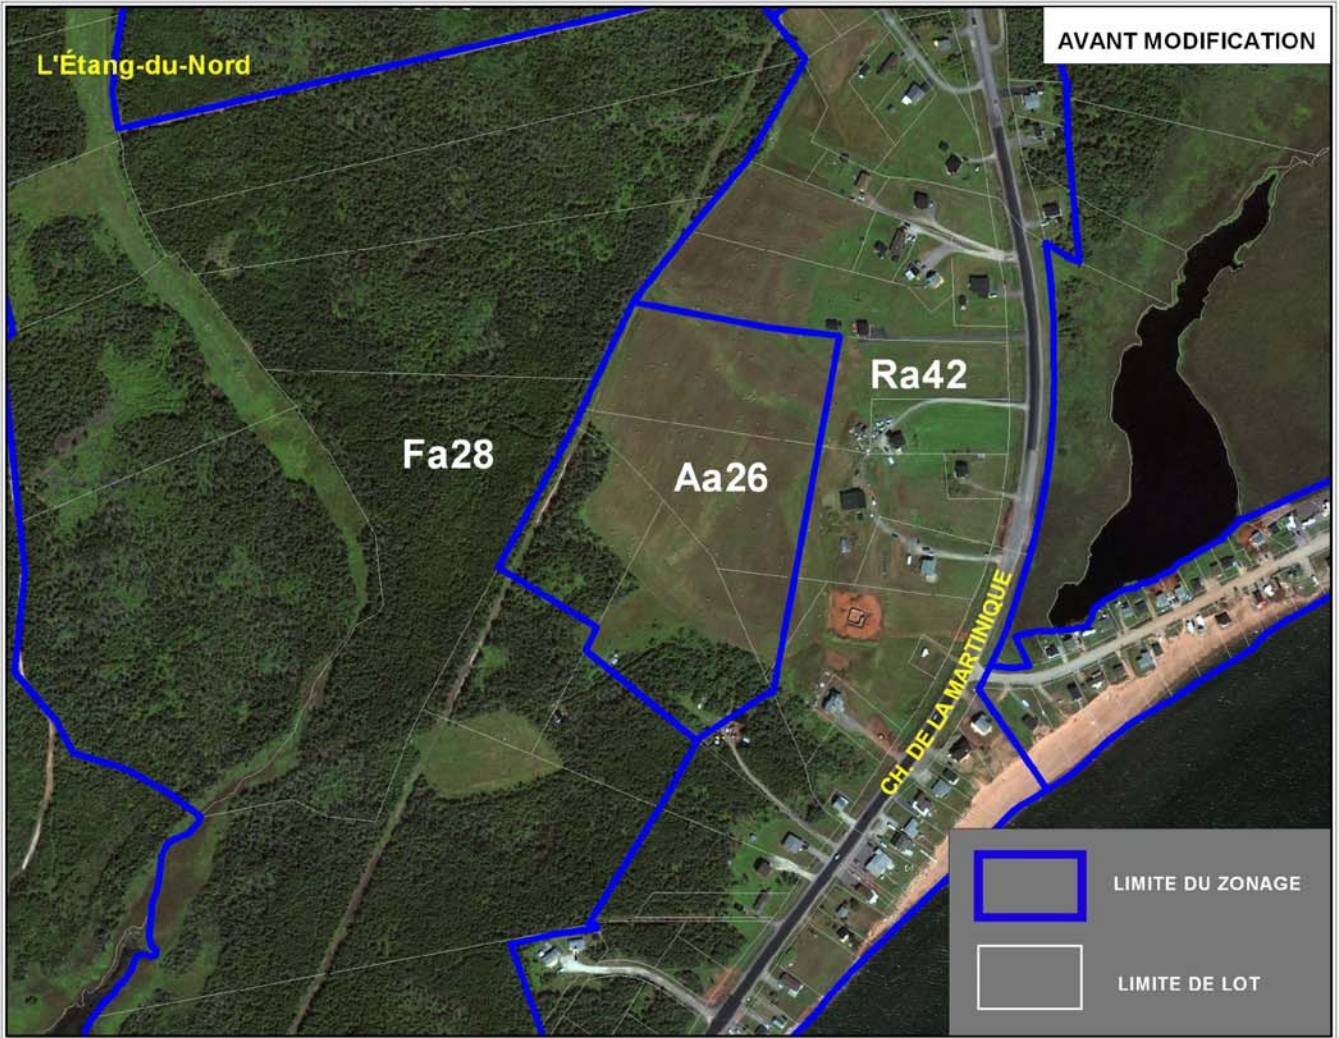 AVANT MODIFICATION
L'Étang-du-Nord
Ra42
Fa28
Aa26
CH. DE LA MARTINIQUE
LIMITE DU ZONAGE
LIMITE DE LOT